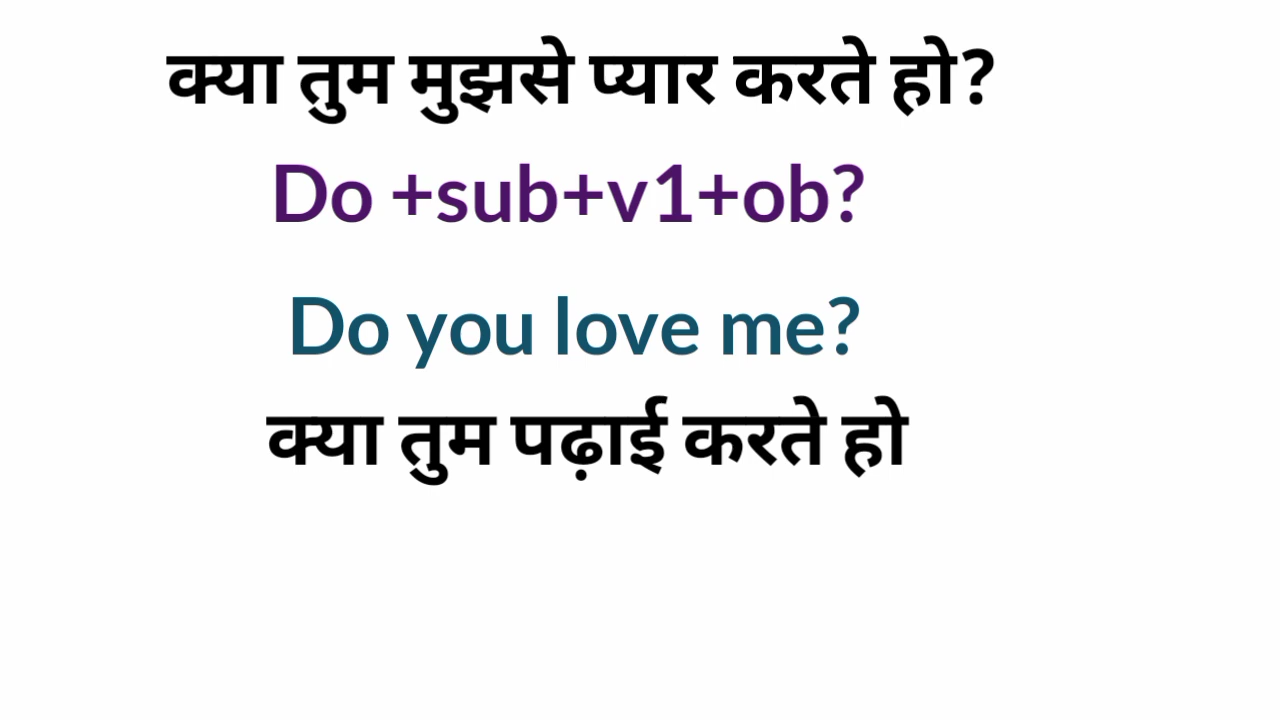 क्या तुम मुझसे प्यार करते हो?
Do +sub+v1+ob?
Do you love me?
क्या तुम पढ़ाई करते हो